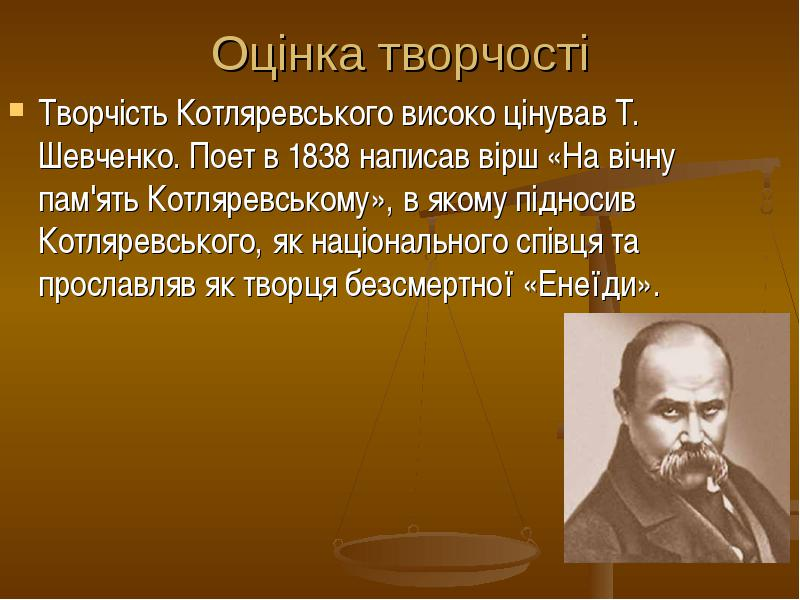 Оцінка творчості
Творчість Котляревського високо цінував Т.
Шевченко. Поет в 1838 написав вірш «На вічну
пам'ять Котляревському», в якому підносив
Котляревського, як національного співця та
прославляв як творця безсмертної «Енеїди».